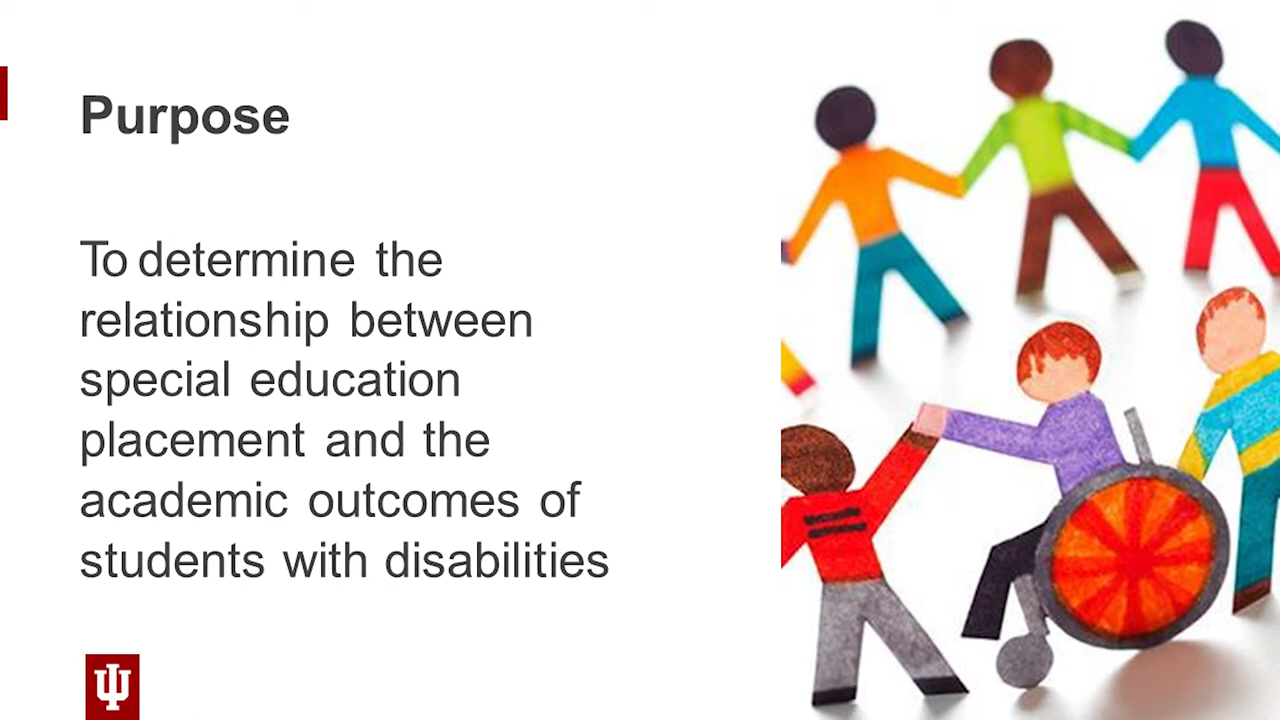 Purpose
To determine the
relationship between
special education
placement and the
academic outcomes of
students with disabilities